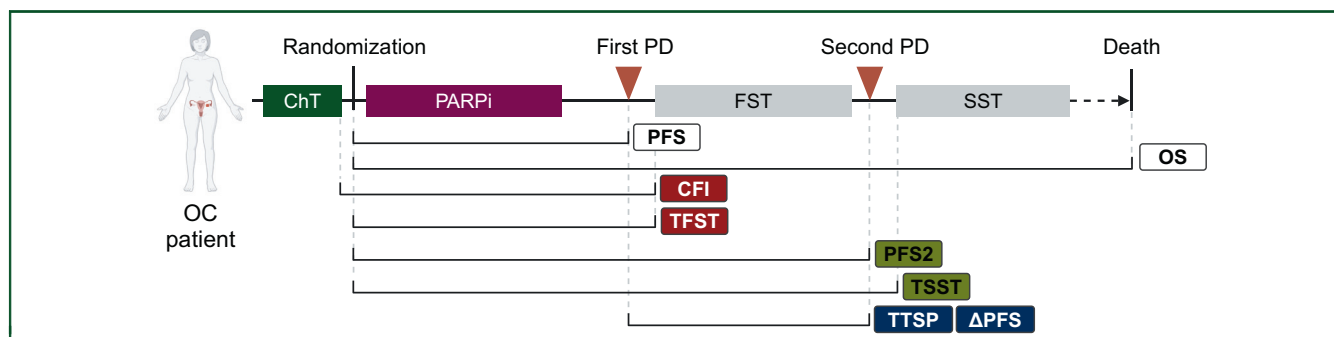 Randomization
First PD
Second PD
Death
ChT
PARPi
FST
SST
PFS
OS
CFI
TFST
OC
patient
PFS2
TSST
TTSP
ΔPFS